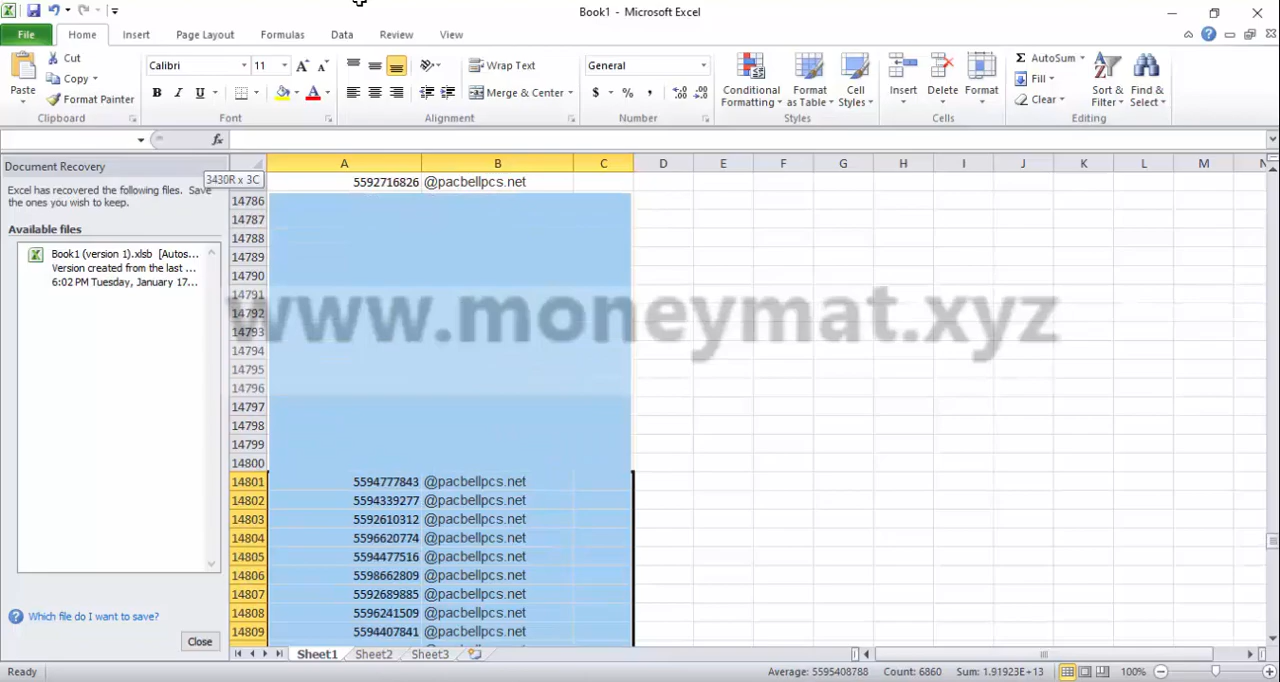 Book1 - Microsoft Excel
File Home Insert Page Layout Formulas Data Review View
Cut
Copy
Format Painter
Paste
Clipboard
Calibri 11
B I U
Font
Wrap Text
Merge & Center
Alignment
General
$ % ,
Number
Conditional Formatting
Format as Table
Cell Styles
Styles
Insert Delete Format
Cells
AutoSum
Fill
Clear
Sort & Filter
Find & Select
Editing
fx
Document Recovery
Excel has recovered the following files. Save
the ones you wish to keep.
Available files
Book1 (version 1).xlsb [Autos...
Version created from the last ...
6:02 PM Tuesday, January 17...
Which file do I want to save?
Close
3430R x 3C
A B C D E F G H I J K L M N
5592716826 @pacbellpcs.net
14786
14787
14788
14789
14790
14791
14792
14793
14794
14795
14796
14797
14798
14799
14800
14801 5594777843 @pacbellpcs.net
14802 5594339277 @pacbellpcs.net
14803 5592610312 @pacbellpcs.net
14804 5596620774 @pacbellpcs.net
14805 5594477516 @pacbellpcs.net
14806 5598662809 @pacbellpcs.net
14807 5592689885 @pacbellpcs.net
14808 5596241509 @pacbellpcs.net
14809 5594407841 @pacbellpcs.net
www.moneymat.xyz
Sheet1 Sheet2 Sheet3
Ready
Average: 5595408788 Count: 6860 Sum: 1.91923E+13 100%